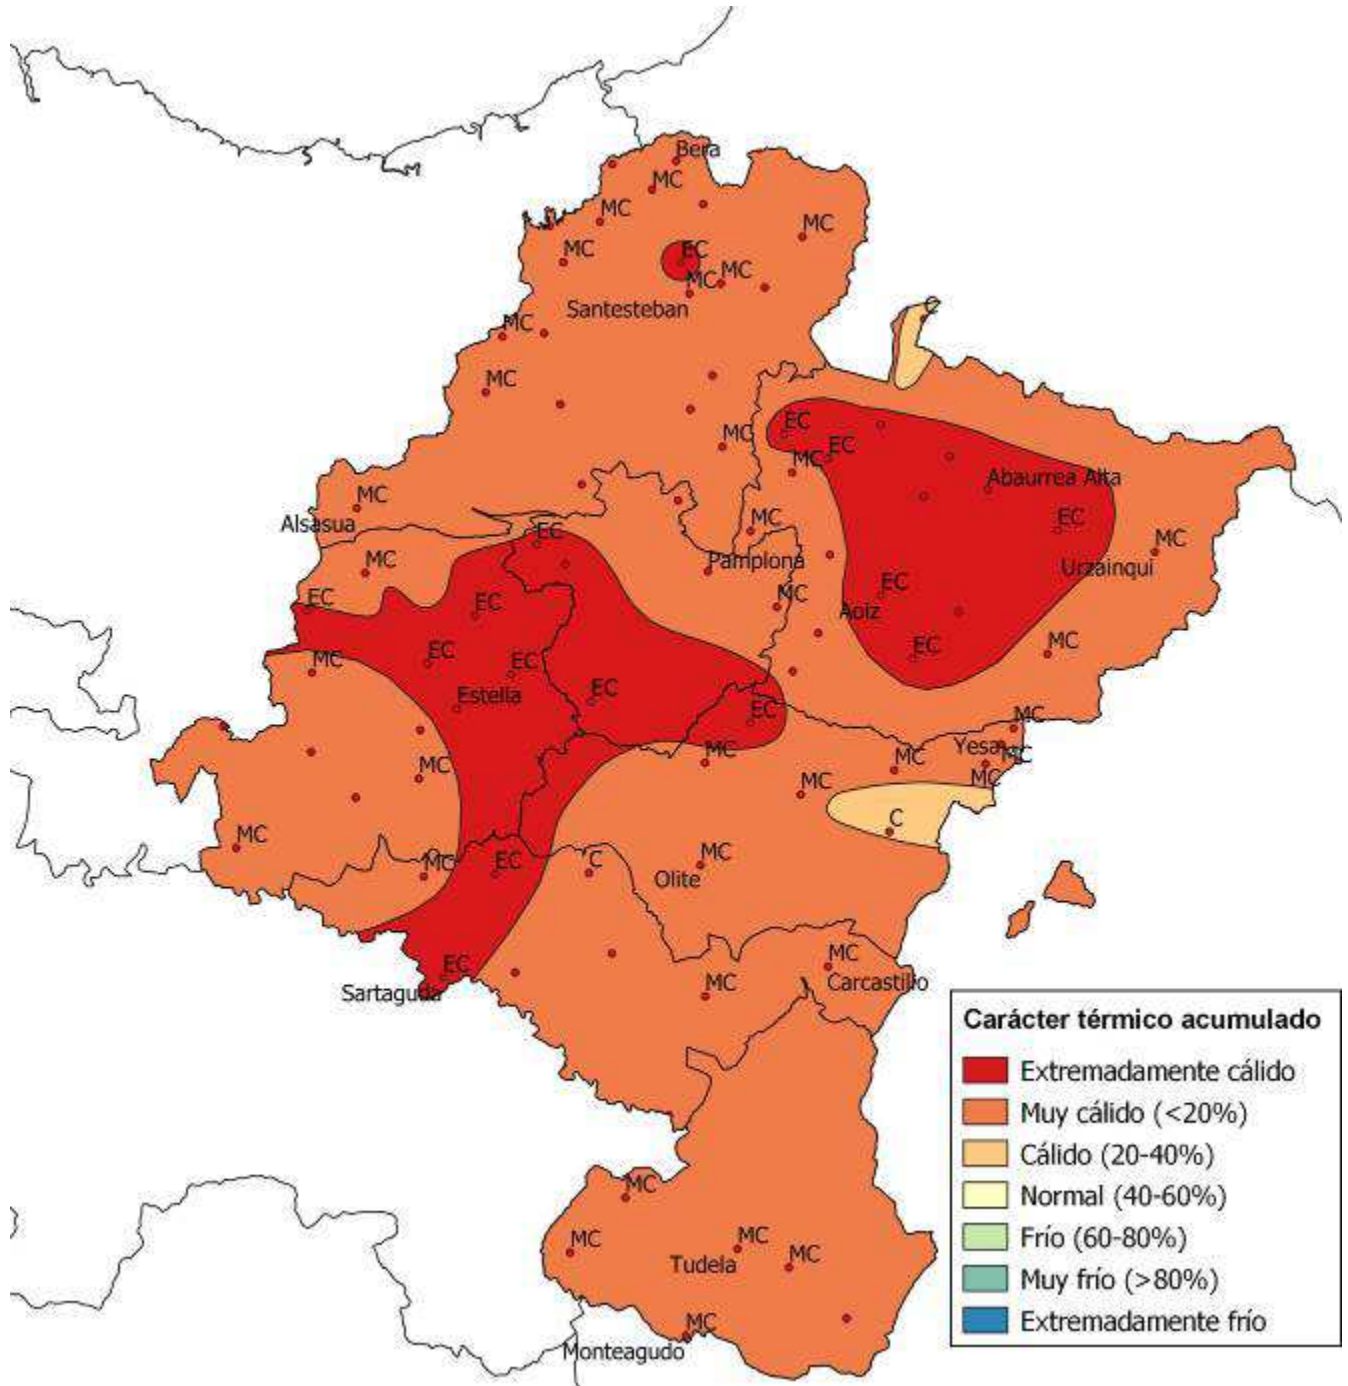 Bera
MC
MC
MC
MC
EC
MC
MC
Santesteban
C
MC
MC
EC
MC
EC
MC
Abaurrea Alta
MC
Alsasua
EC
MC
EC
MC
Pamplona
Urzainqui
MC
EC
EC
EC
MC
Aoiz
EC
MC
EC
MC
EC
Estella
EC
EC
MC
MC
Yesa
MC
MC
MC
MC
MC
C
MC
MC
EC
C
MC
Olite
EC
MC
Carcastillo
Sartaguda
MC
Carácter térmico acumulado
Extremadamente cálido
Muy cálido (<20%)
Cálido (20-40%)
Normal (40-60%)
Frío (60-80%)
Muy frío (>80%)
Extremadamente frío
MC
MC
MC
MC
Tudela
MC
Monteagudo